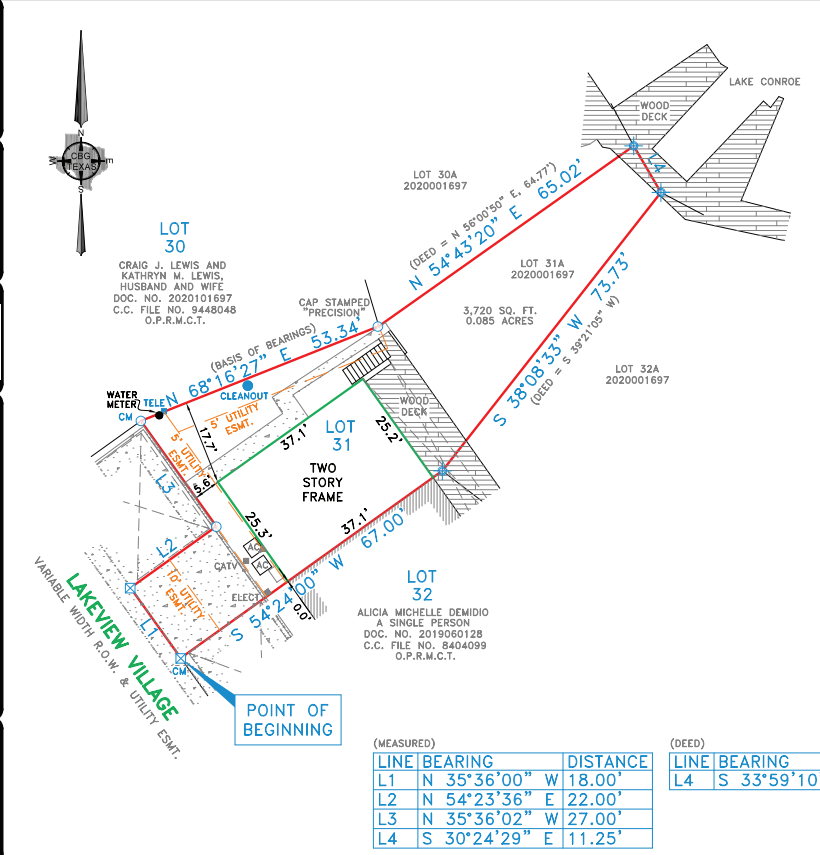 LAKE CONROE
WOOD
DECK
L4
N
W
E
S
CBG
TEXAS
LOT 30A
2020001697
(DEED = N 56°00'50" E, 64.77')
N 54°43'20" E 65.02'
LOT
30
CRAIG J. LEWIS AND
KATHRYN M. LEWIS,
HUSBAND AND WIFE
DOC. NO. 2020101697
C.C. FILE NO. 9448048
O.P.R.M.C.T.
LOT 31A
2020001697
3,720 SQ. FT.
0.085 ACRES
S 38°08'33" W 73.73'
(DEED = S 39°21'05" W)
CAP STAMPED
"PRECISION"
(BASIS OF BEARINGS)
N 68°16'27" E 53.34'
LOT 32A
2020001697
WATER
METER
TELE
CLEANOUT
CM
5' UTILITY
ESMT.
5' UTILITY
ESMT.
17.7'
WOOD
DECK
LOT
31
37.1'
25.2'
TWO
STORY
FRAME
L3
5.6'
25.3'
37.1'
AC
AC
CATV
ELECT
L2
10' UTILITY
ESMT.
S 54°24'00" W 67.00'
0.0'
L1
CM
LAKEVIEW VILLAGE
VARIABLE WIDTH R.O.W. & UTILITY ESMT.
LOT
32
ALICIA MICHELLE DEMIDIO
A SINGLE PERSON
DOC. NO. 2019060128
C.C. FILE NO. 8404099
O.P.R.M.C.T.
POINT OF
BEGINNING
(MEASURED)
LINE BEARING DISTANCE
L1 N 35°36'00" W 18.00'
L2 N 54°23'36" E 22.00'
L3 N 35°36'02" W 27.00'
L4 S 30°24'29" E 11.25'
(DEED)
LINE BEARING
L4 S 33°59'10